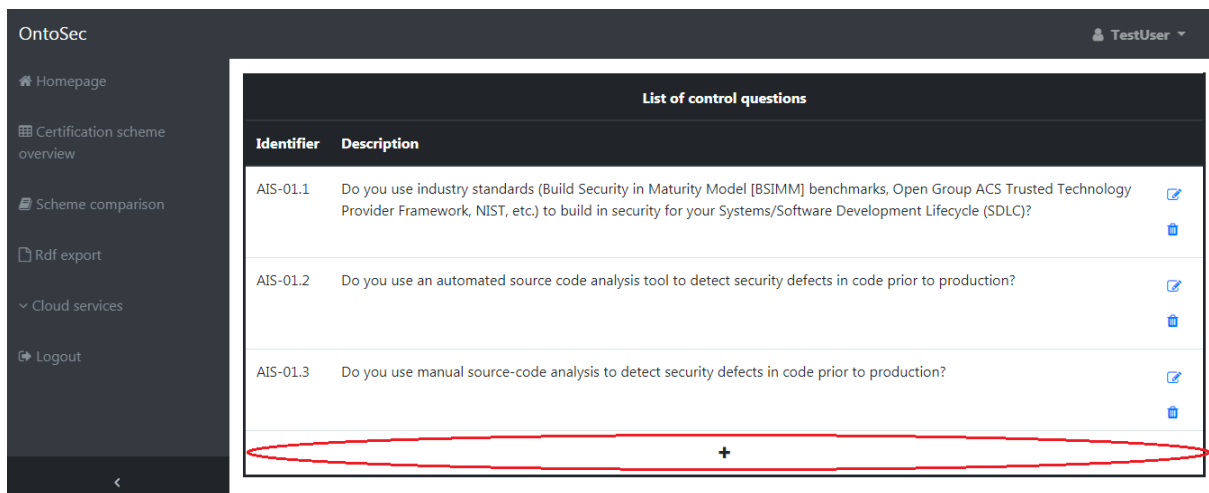 OntoSec
TestUser
Homepage
Certification scheme
overview
Scheme comparison
Rdf export
Cloud services
Logout
List of control questions
Identifier Description
AIS-01.1 Do you use industry standards (Build Security in Maturity Model [BSIMM] benchmarks, Open Group ACS Trusted Technology
Provider Framework, NIST, etc.) to build in security for your Systems/Software Development Lifecycle (SDLC)?
AIS-01.2 Do you use an automated source code analysis tool to detect security defects in code prior to production?
AIS-01.3 Do you use manual source-code analysis to detect security defects in code prior to production?
+